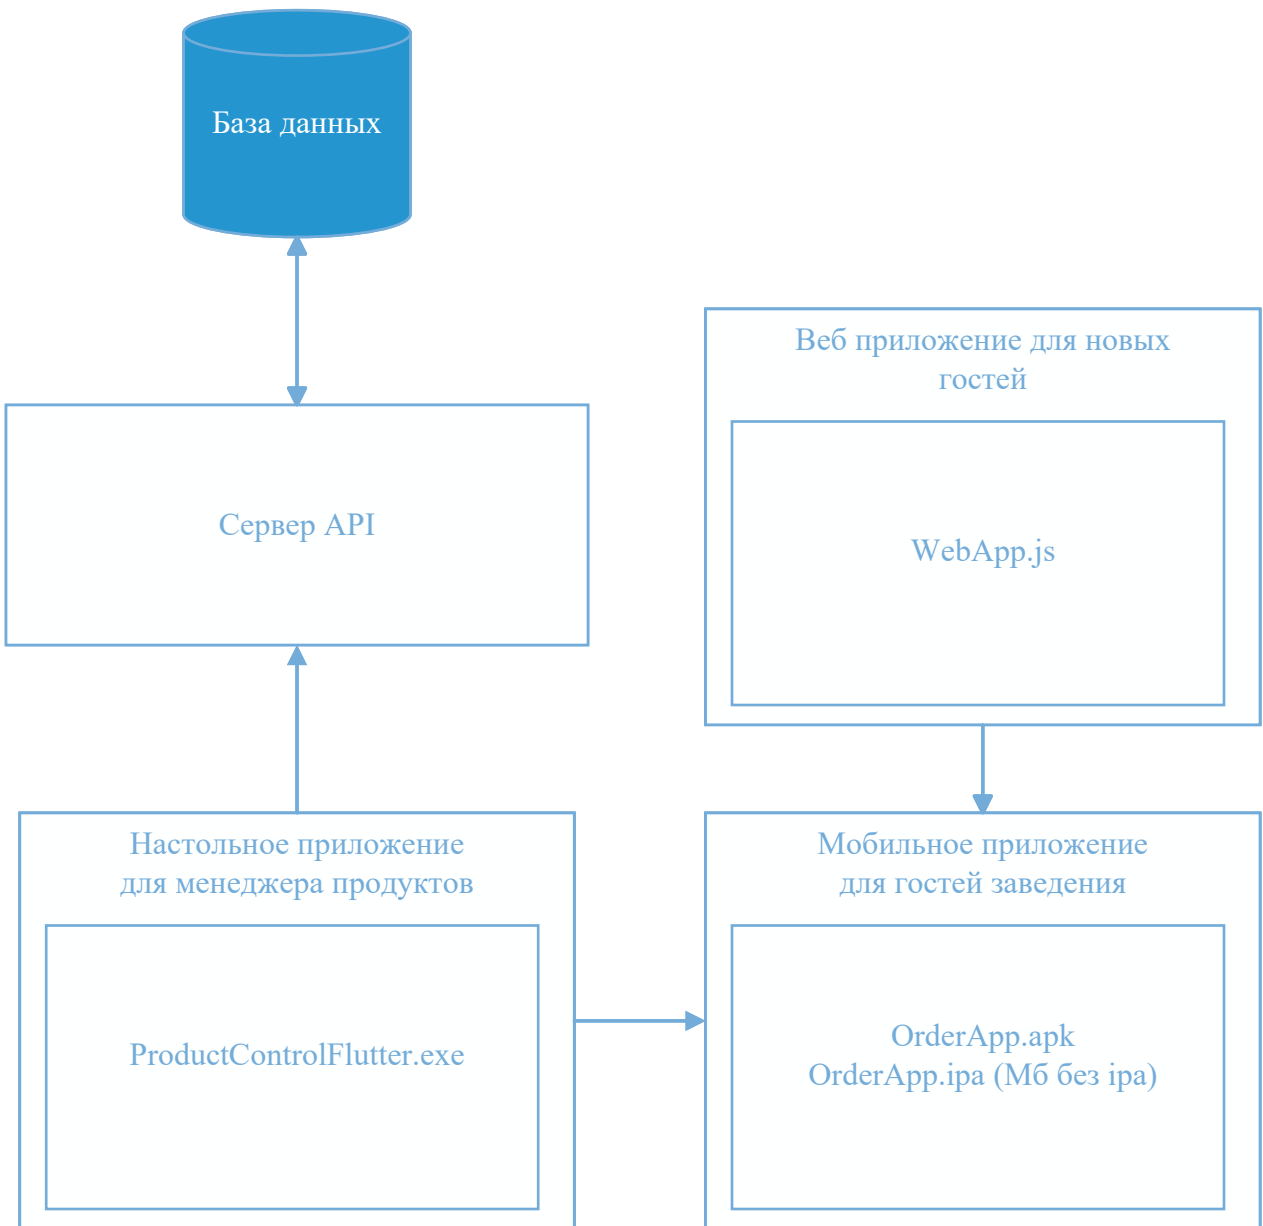 База данных
Веб приложение для новых
гостей
Сервер API
WebApp.js
Настольное приложение
для менеджера продуктов
Мобильное приложение
для гостей заведения
ProductControlFlutter.exe
OrderApp.apk
OrderApp.ipa (Мб без ipa)